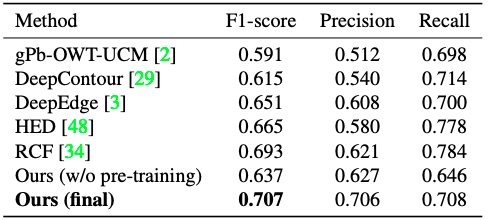 Method F1-score Precision Recall
gPb-OWT-UCM [2] 0.591 0.512 0.698
DeepContour [29] 0.615 0.540 0.714
DeepEdge [3] 0.651 0.608 0.700
HED [48] 0.665 0.580 0.778
RCF [34] 0.693 0.621 0.784
Ours (w/o pre-training) 0.637 0.627 0.646
Ours (final) 0.707 0.706 0.708